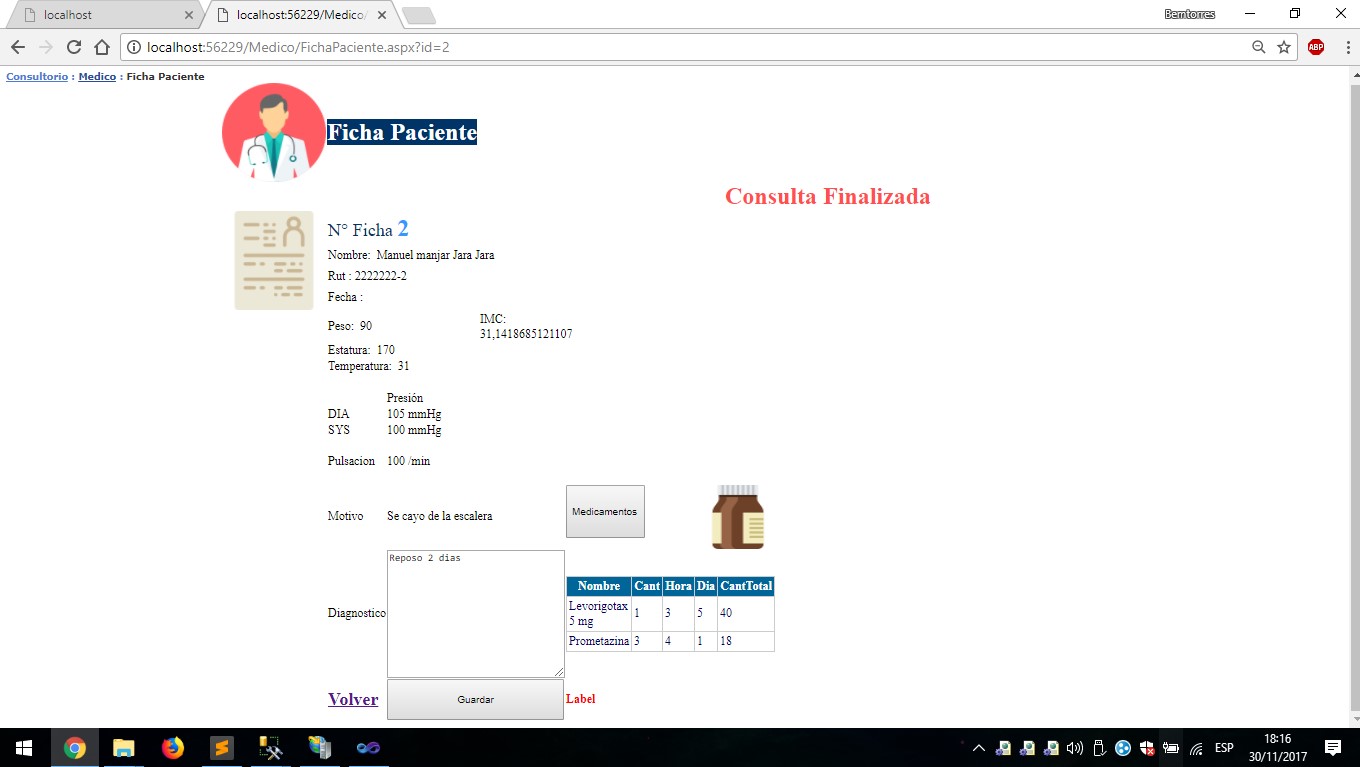 localhost
localhost:56229/Medico/
Bemtorres
localhost:56229/Medico/FichaPaciente.aspx?id=2
ABP
Consultorio : Medico : Ficha Paciente
Ficha Paciente
Consulta Finalizada
N° Ficha 2
Nombre: Manuel manjar Jara Jara
Rut : 2222222-2
Fecha :
Peso: 90
IMC:
31,1418685121107
Estatura: 170
Temperatura: 31
Presión
DIA 105 mmHg
SYS 100 mmHg
Pulsacion 100 /min
Motivo Se cayo de la escalera
Medicamentos
Diagnostico
Reposo 2 dias
Nombre Cant Hora Dia CantTotal
Levorigotax
5 mg 1 3 5 40
Prometazina 3 4 1 18
Volver
Guardar
Label
ESP
18:16
30/11/2017